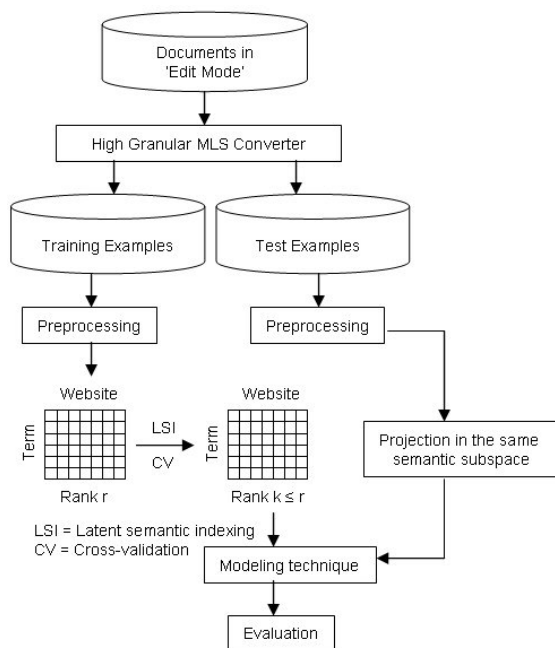 Documents in
'Edit Mode'
High Granular MLS Converter
Training Examples
Test Examples
Preprocessing
Preprocessing
Website
Term
Rank r
LSI
CV
Website
Term
Rank k ≤ r
Projection in the same
semantic subspace
LSI = Latent semantic indexing
CV = Cross-validation
Modeling technique
Evaluation